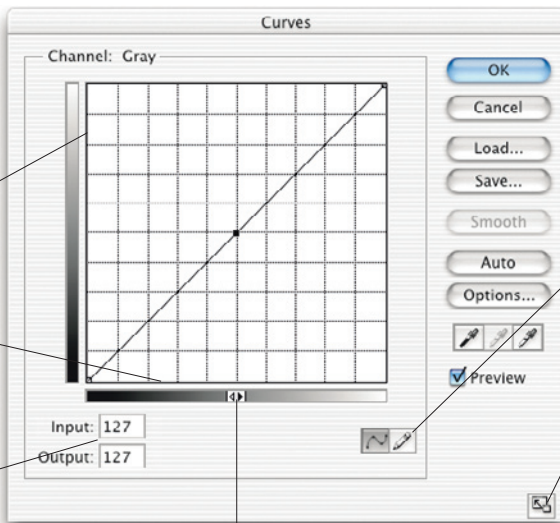 Curves
Channel: Gray
OK
Cancel
Load...
Save...
Smooth
Auto
Options...
Preview
Input: 127
Output: 127